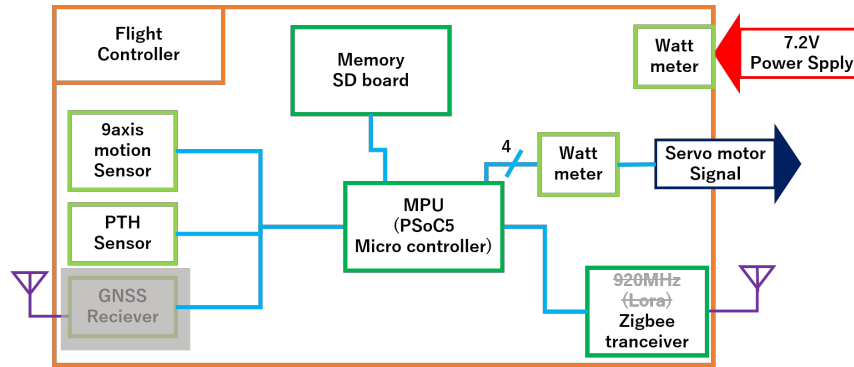 Flight
Controller
Memory
SD board
Watt
meter
7.2V
Power Spply
9axis
motion
Sensor
4
Watt
meter
Servo motor
Signal
MPU
(PSoC5
Micro controller)
PTH
Sensor
GNSS
Reciever
920MHz
(Lora)
Zigbee
tranceiver